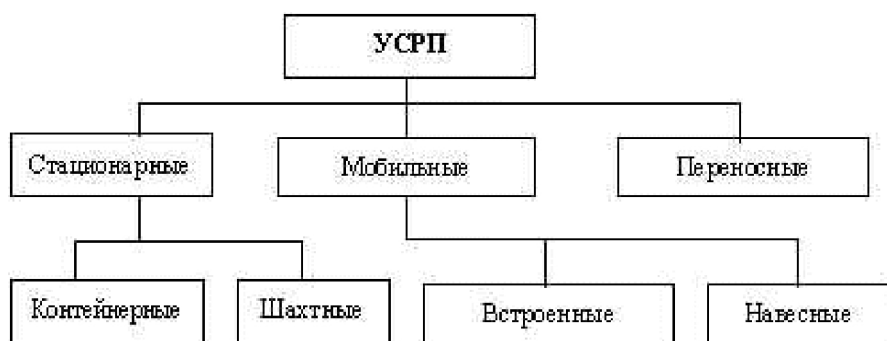 УСРП
Стационарные
Мобильные
Переносные
Контейнерные
Шахтные
Встроенные
Навесные